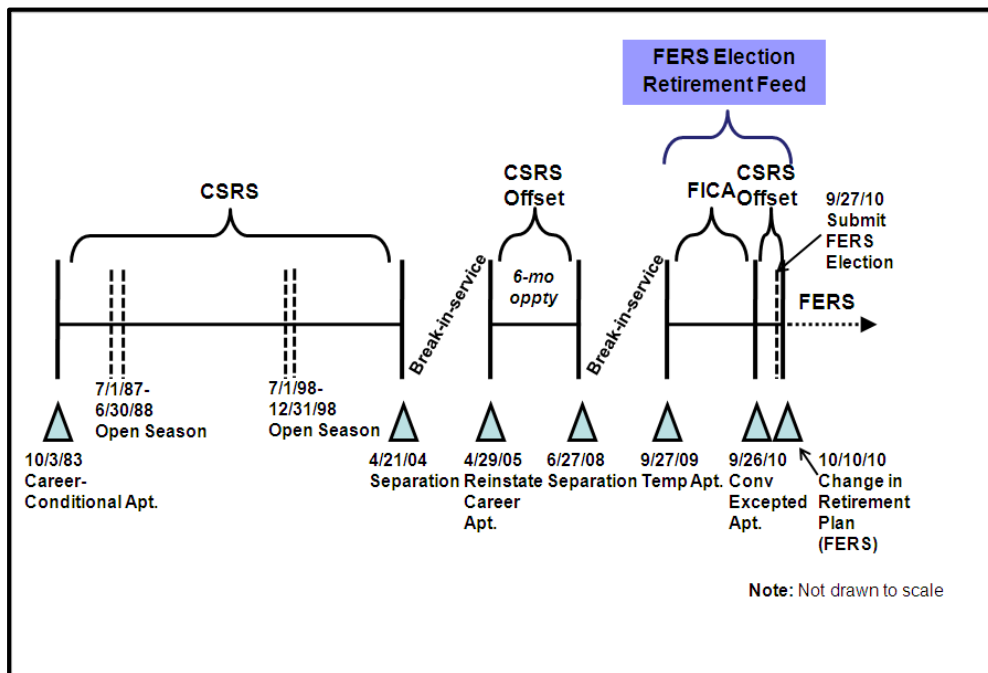 FERS Election
Retirement Feed
CSRS
CSRS
Offset
FICA
CSRS
Offset
9/27/10
Submit
FERS
Election
Break-in-service
6-mo
oppty
Break-in-service
FERS
7/1/87-
6/30/88
Open Season
7/1/98-
12/31/98
Open Season
10/3/83
Career-
Conditional Apt.
4/21/04
Separation
4/29/05
Reinstate
Career
Apt.
6/27/08
Separation
9/27/09
Temp Apt.
9/26/10
Conv
Excepted
Apt.
10/10/10
Change in
Retirement
Plan
(FERS)
Note: Not drawn to scale